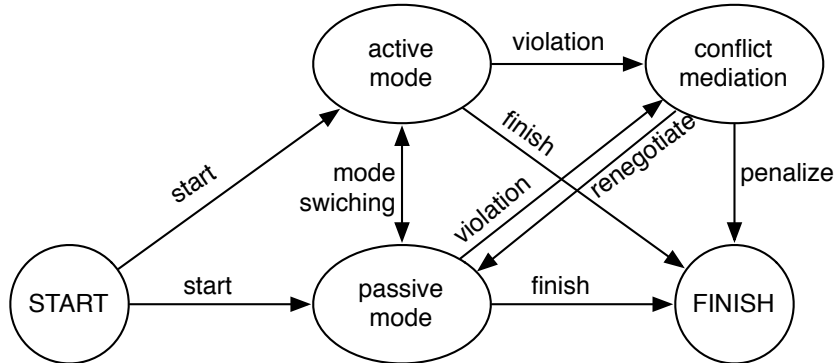 active
mode
violation
conflict
mediation
start
finish
renegotiate
mode
swiching
violation
penalize
START
start
passive
mode
finish
FINISH